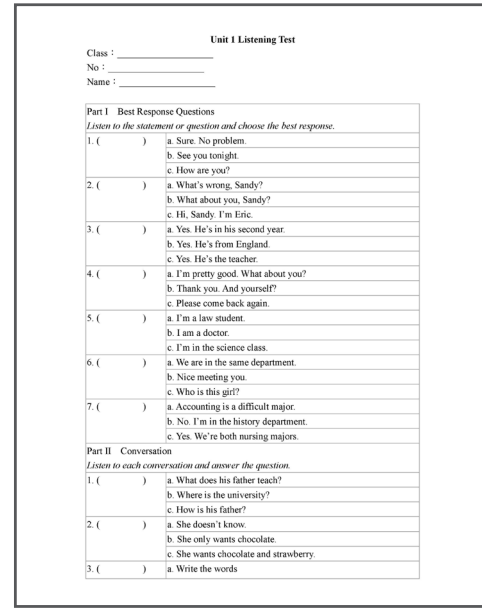 Unit 1 Listening Test
Class：
No：
Name：
Part I Best Response Questions
Listen to the statement or question and choose the best response.
1. ( ) a. Sure. No problem.
b. See you tonight.
c. How are you?
2. ( ) a. What's wrong, Sandy?
b. What about you, Sandy?
c. Hi, Sandy. I'm Eric.
3. ( ) a. Yes. He's in his second year.
b. Yes. He's from England.
c. Yes. He's the teacher.
4. ( ) a. I'm pretty good. What about you?
b. Thank you. And yourself?
c. Please come back again.
5. ( ) a. I'm a law student.
b. I am a doctor.
c. I'm in the science class.
6. ( ) a. We are in the same department.
b. Nice meeting you.
c. Who is this girl?
7. ( ) a. Accounting is a difficult major.
b. No. I'm in the history department.
c. Yes. We're both nursing majors.
Part II Conversation
Listen to each conversation and answer the question.
1. ( ) a. What does his father teach?
b. Where is the university?
c. How is his father?
2. ( ) a. She doesn't know.
b. She only wants chocolate.
c. She wants chocolate and strawberry.
3. ( ) a. Write the words